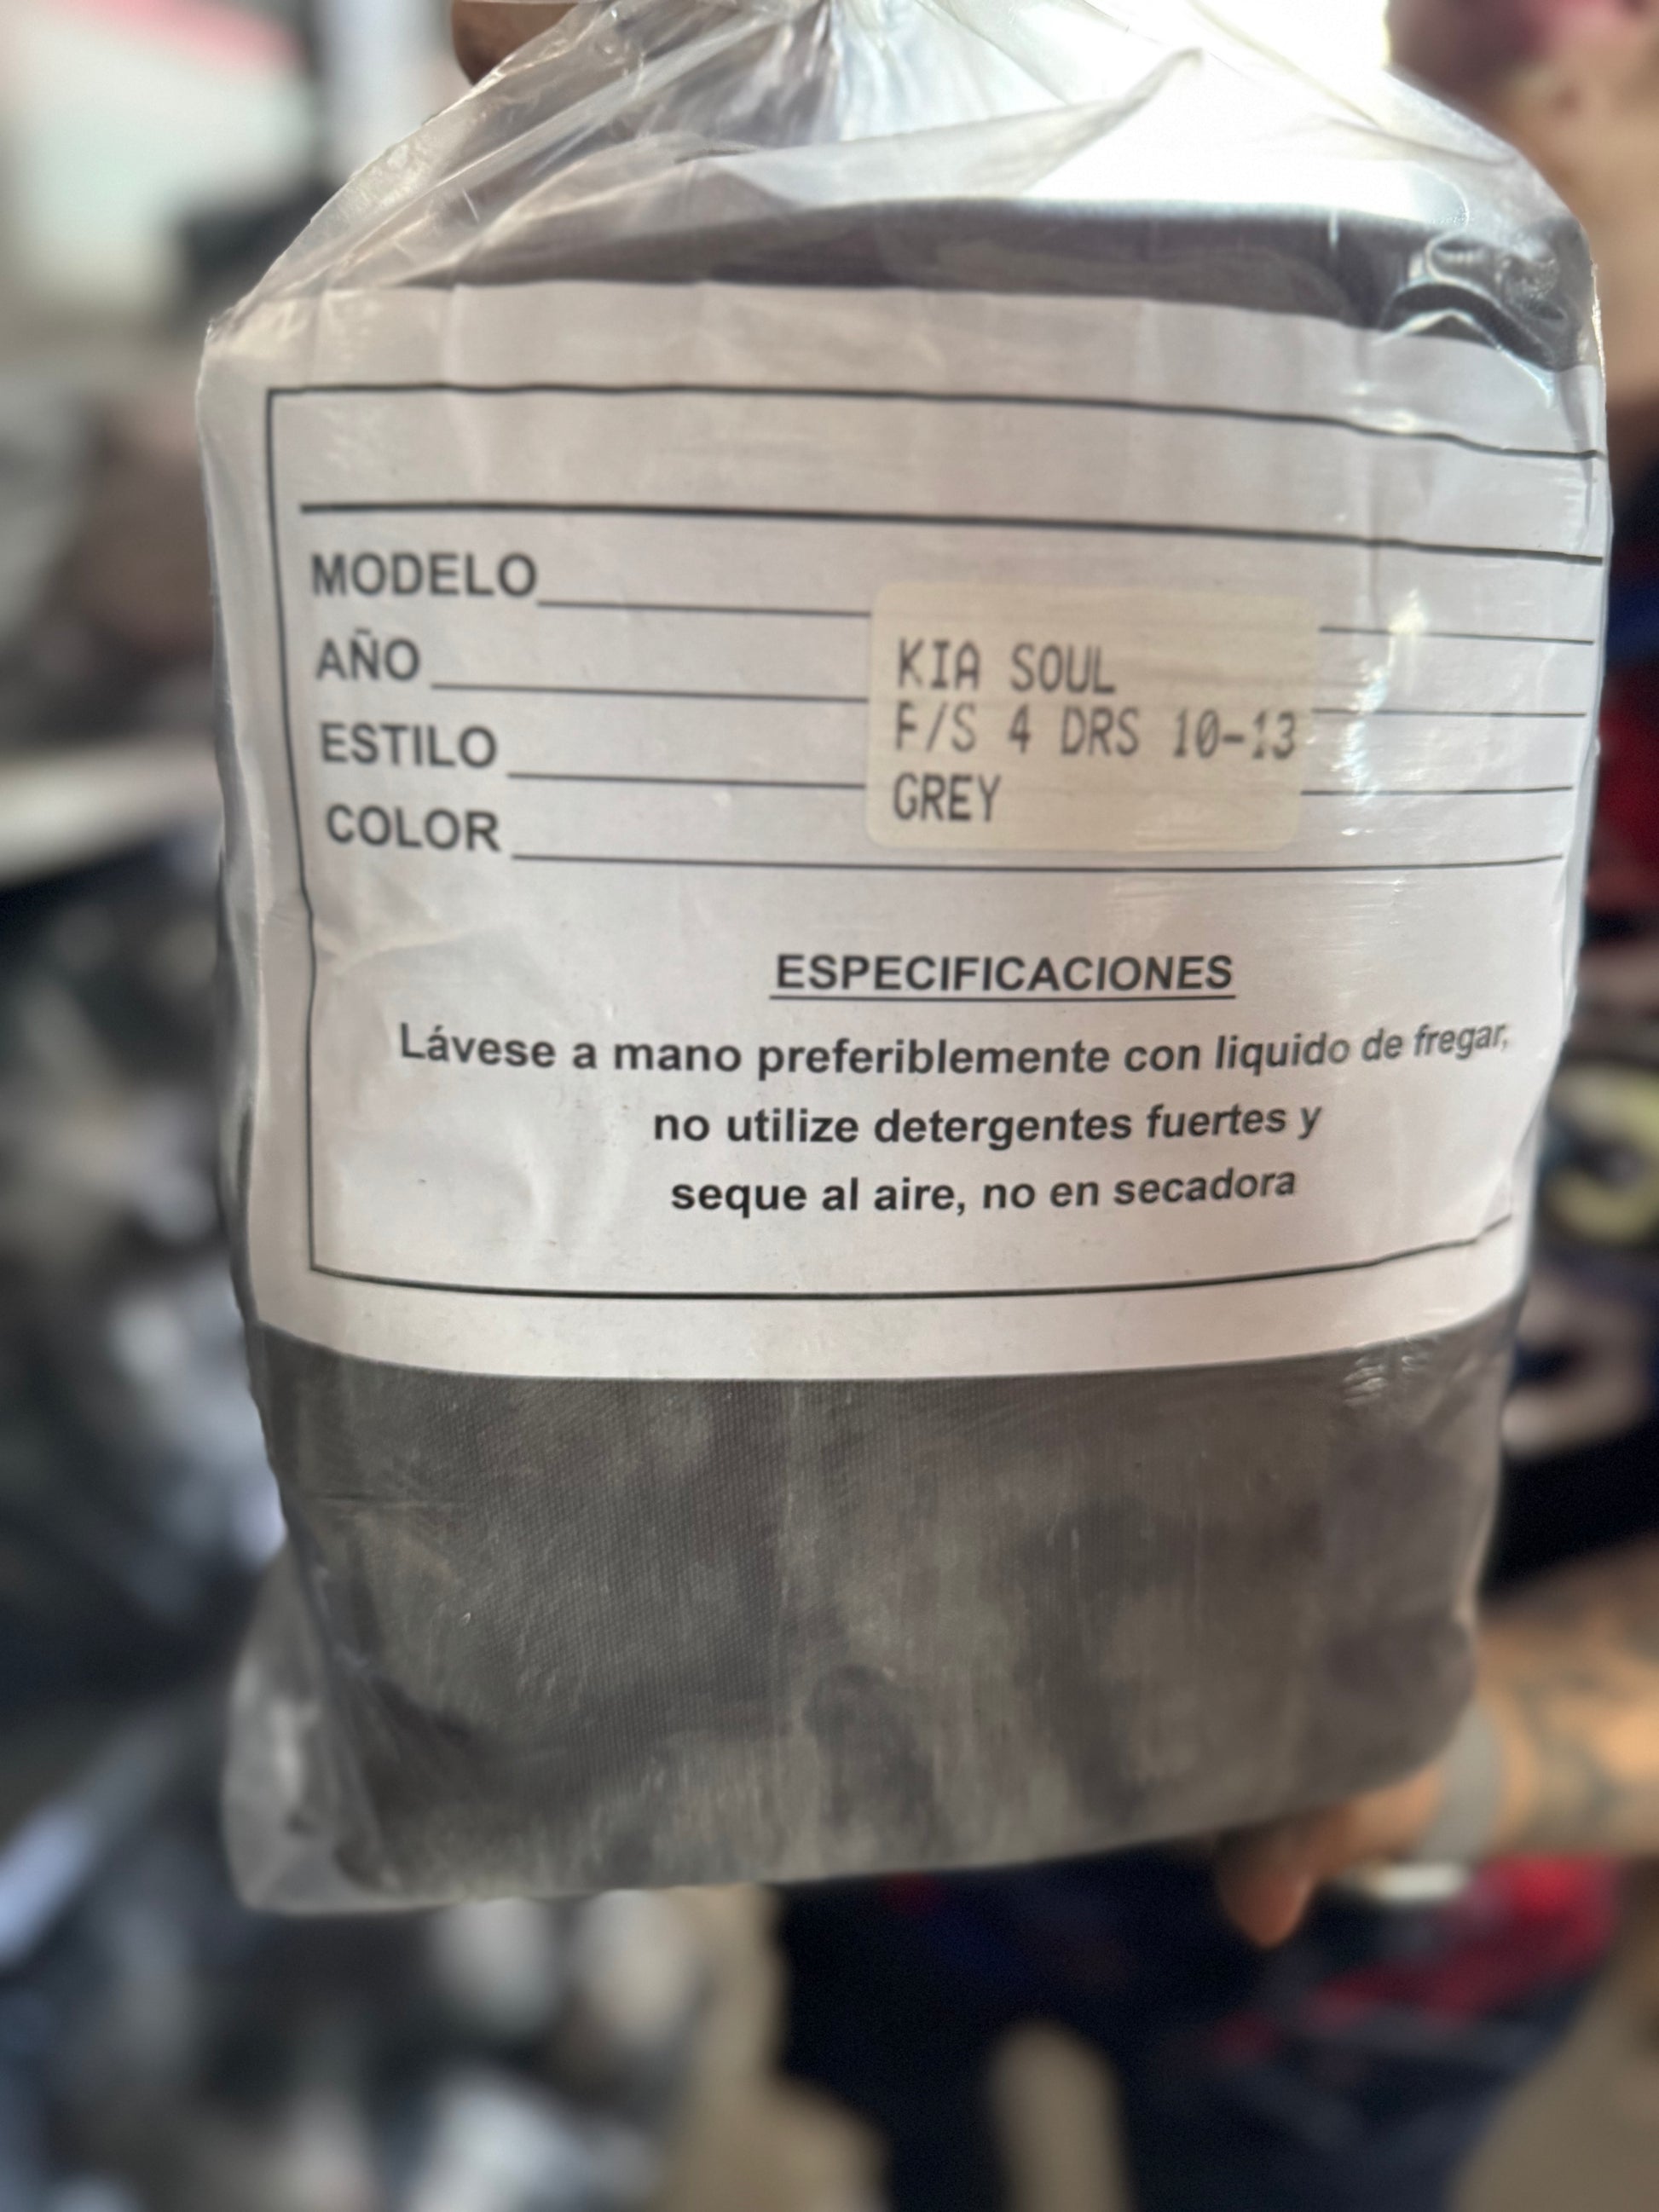 MODELO
AÑO
ESTILO
COLOR
KIA SOUL
F/S 4 DRS 10-13
GREY
ESPECIFICACIONES
Lávese a mano preferiblemente con liquido de fregar,
no utilize detergentes fuertes y
seque al aire, no en secadora